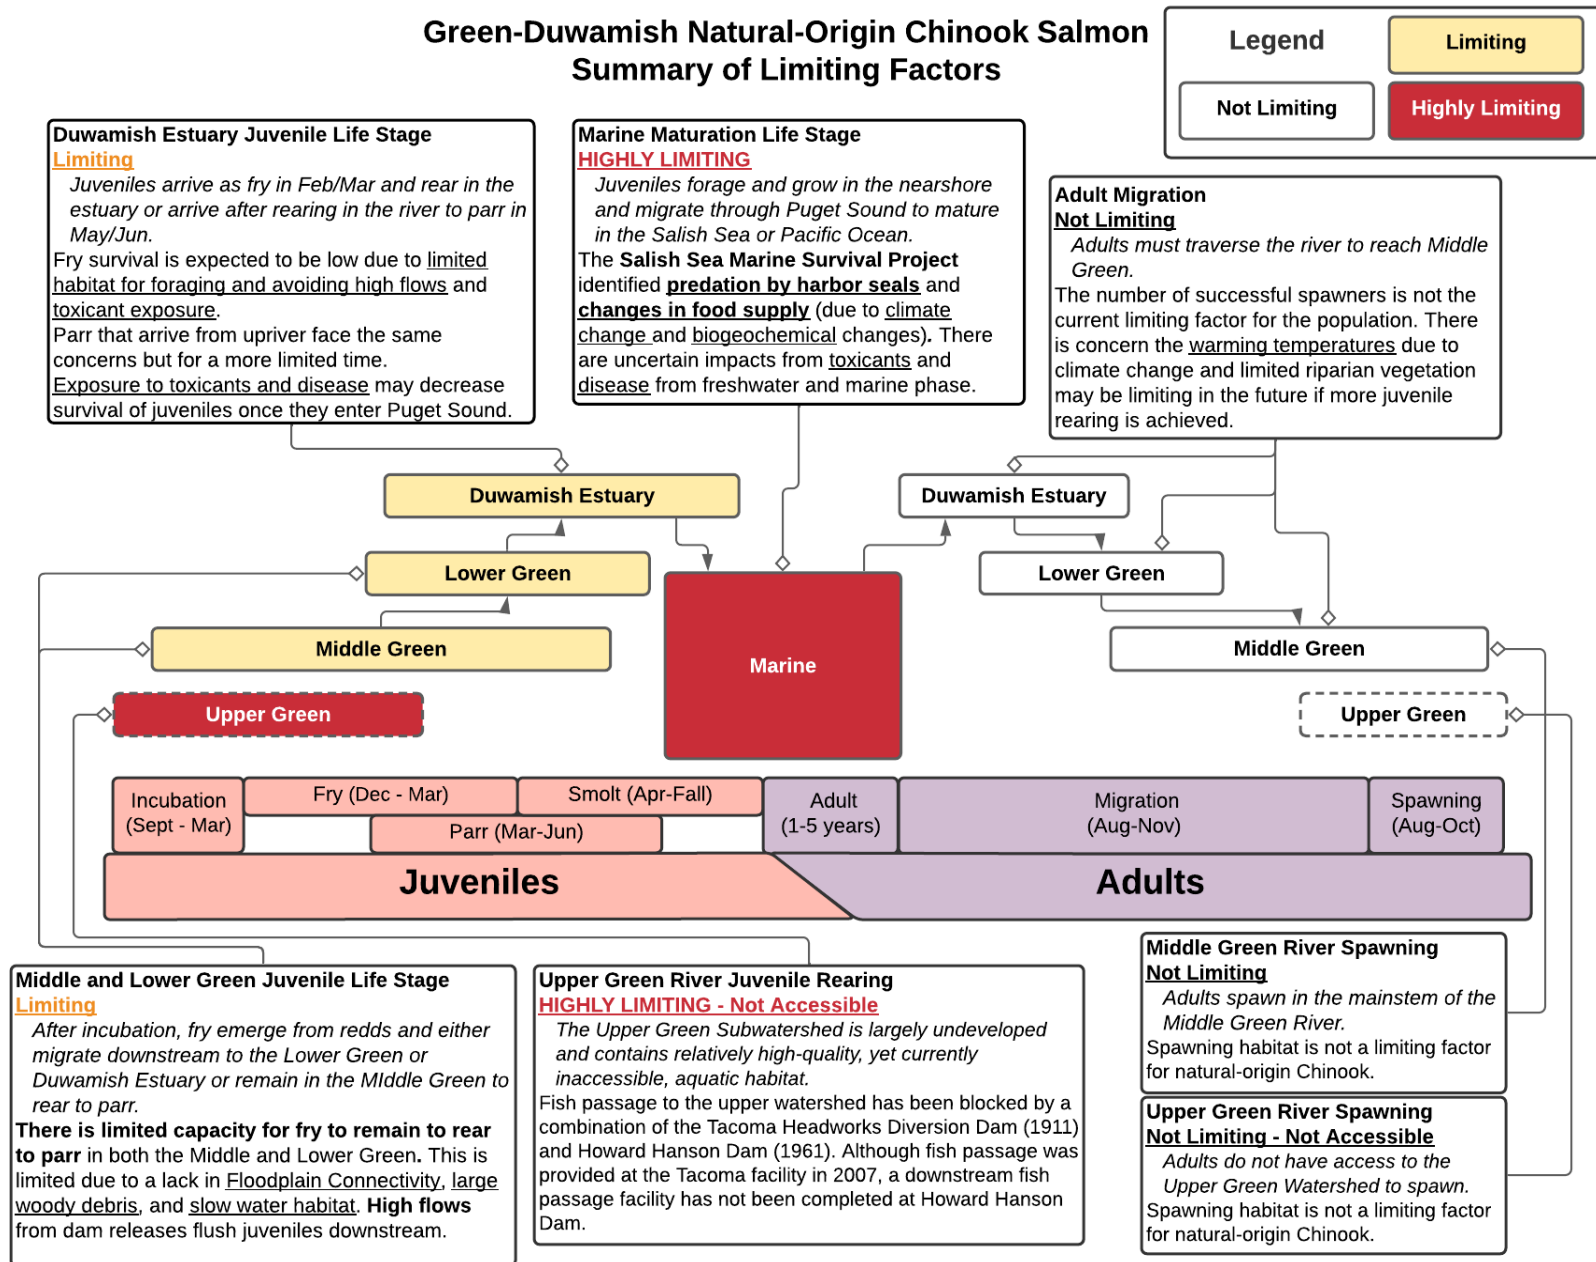 Green-Duwamish Natural-Origin Chinook Salmon
Summary of Limiting Factors
Legend
Limiting
Not Limiting
Highly Limiting
Duwamish Estuary Juvenile Life Stage
Limiting
Juveniles arrive as fry in Feb/Mar and rear in the
estuary or arrive after rearing in the river to parr in
May/Jun.
Fry survival is expected to be low due to limited
habitat for foraging and avoiding high flows and
toxicant exposure.
Parr that arrive from upriver face the same
concerns but for a more limited time.
Exposure to toxicants and disease may decrease
survival of juveniles once they enter Puget Sound.
Marine Maturation Life Stage
HIGHLY LIMITING
Juveniles forage and grow in the nearshore
and migrate through Puget Sound to mature
in the Salish Sea or Pacific Ocean.
The Salish Sea Marine Survival Project
identified predation by harbor seals and
changes in food supply (due to climate
change and biogeochemical changes). There
are uncertain impacts from toxicants and
disease from freshwater and marine phase.
Adult Migration
Not Limiting
Adults must traverse the river to reach Middle
Green.
The number of successful spawners is not the
current limiting factor for the population. There
is concern the warming temperatures due to
climate change and limited riparian vegetation
may be limiting in the future if more juvenile
rearing is achieved.
Duwamish Estuary
Lower Green
Middle Green
Upper Green
Marine
Duwamish Estuary
Lower Green
Middle Green
Upper Green
Incubation
(Sept - Mar)
Fry (Dec - Mar)
Smolt (Apr-Fall)
Parr (Mar-Jun)
Adult
(1-5 years)
Migration
(Aug-Nov)
Spawning
(Aug-Oct)
Juveniles
Adults
Middle and Lower Green Juvenile Life Stage
Limiting
After incubation, fry emerge from redds and either
migrate downstream to the Lower Green or
Duwamish Estuary or remain in the MIddle Green to
rear to parr.
There is limited capacity for fry to remain to rear
to parr in both the Middle and Lower Green. This is
limited due to a lack in Floodplain Connectivity, large
woody debris, and slow water habitat. High flows
from dam releases flush juveniles downstream.
Upper Green River Juvenile Rearing
HIGHLY LIMITING - Not Accessible
The Upper Green Subwatershed is largely undeveloped
and contains relatively high-quality, yet currently
inaccessible, aquatic habitat.
Fish passage to the upper watershed has been blocked by a
combination of the Tacoma Headworks Diversion Dam (1911)
and Howard Hanson Dam (1961). Although fish passage was
provided at the Tacoma facility in 2007, a downstream fish
passage facility has not been completed at Howard Hanson
Dam.
Middle Green River Spawning
Not Limiting
Adults spawn in the mainstem of the
Middle Green River.
Spawning habitat is not a limiting factor
for natural-origin Chinook.
Upper Green River Spawning
Not Limiting - Not Accessible
Adults do not have access to the
Upper Green Watershed to spawn.
Spawning habitat is not a limiting factor
for natural-origin Chinook.